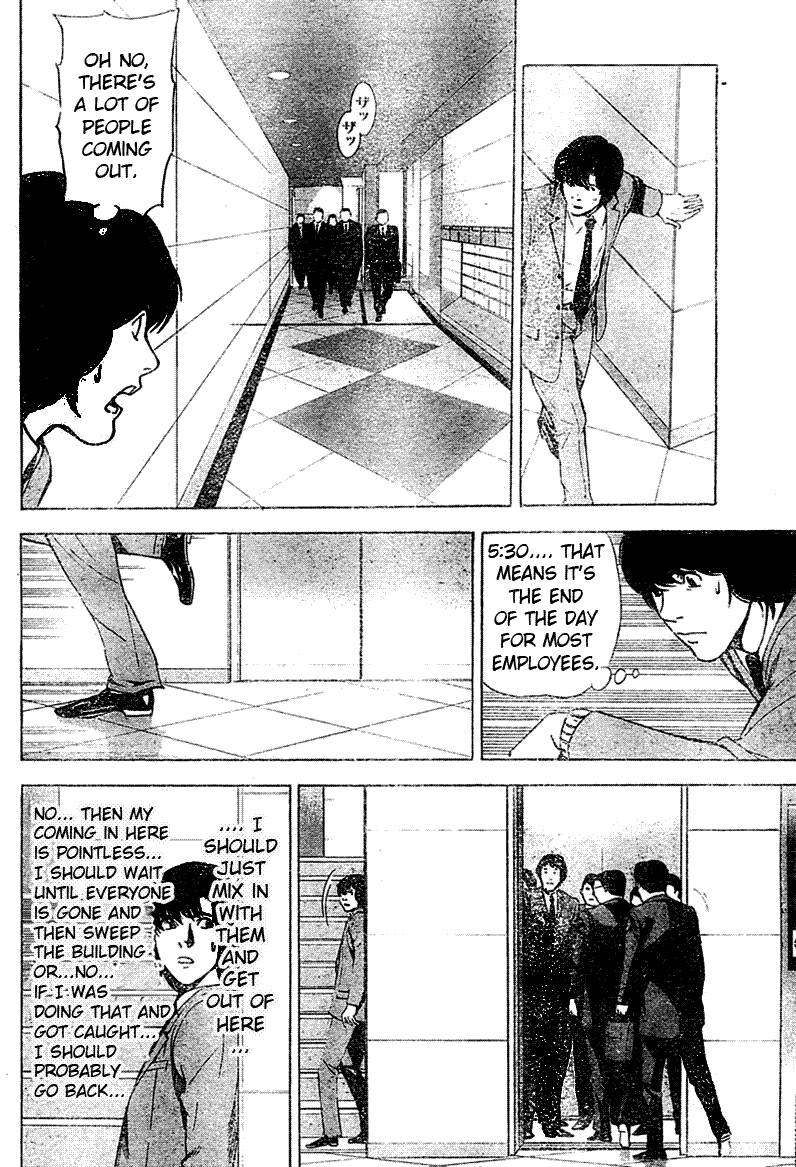 OH NO,
THERE'S
A LOT OF
PEOPLE
COMING
OUT.
ザッ
ザッ
5:30.... THAT
MEANS IT'S
THE END
OF THE DAY
FOR MOST
EMPLOYEES.
.... I
SHOULD
JUST
MIX IN
WITH
THEM
AND
GET
OUT OF
HERE
...
NO... THEN MY
COMING IN HERE
IS POINTLESS...
I SHOULD WAIT
UNTIL EVERYONE
IS GONE AND
THEN SWEEP
THE BUILDING
OR...NO...
IF I WAS
DOING THAT AND
GOT CAUGHT...
I SHOULD
PROBABLY
GO BACK...